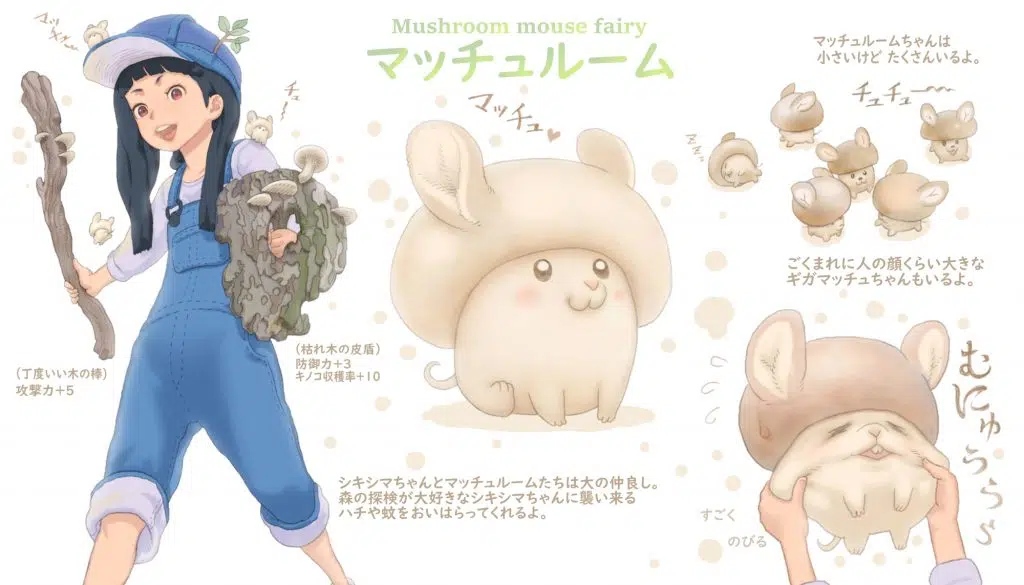 Mushroom mouse fairy
マッチュルーム
マッチュ〜
チュ〜
マッチュ♥
マッチュルームちゃんは
小さいけど たくさんいるよ。
チュチュ〜
ZZ。
ごくまれに人の顔くらい大きな
ギガマッチュちゃんもいるよ。
(丁度いい木の棒)
攻撃力+5
(枯れ木の皮盾)
防御力+3
キノコ収穫率+10
シキシマちゃんとマッチュルームたちは大の仲良し。
森の探検が大好きなシキシマちゃんに襲い来る
ハチや蚊をおいはらってくれるよ。
むにゅうぅぅ
すごく
のびる